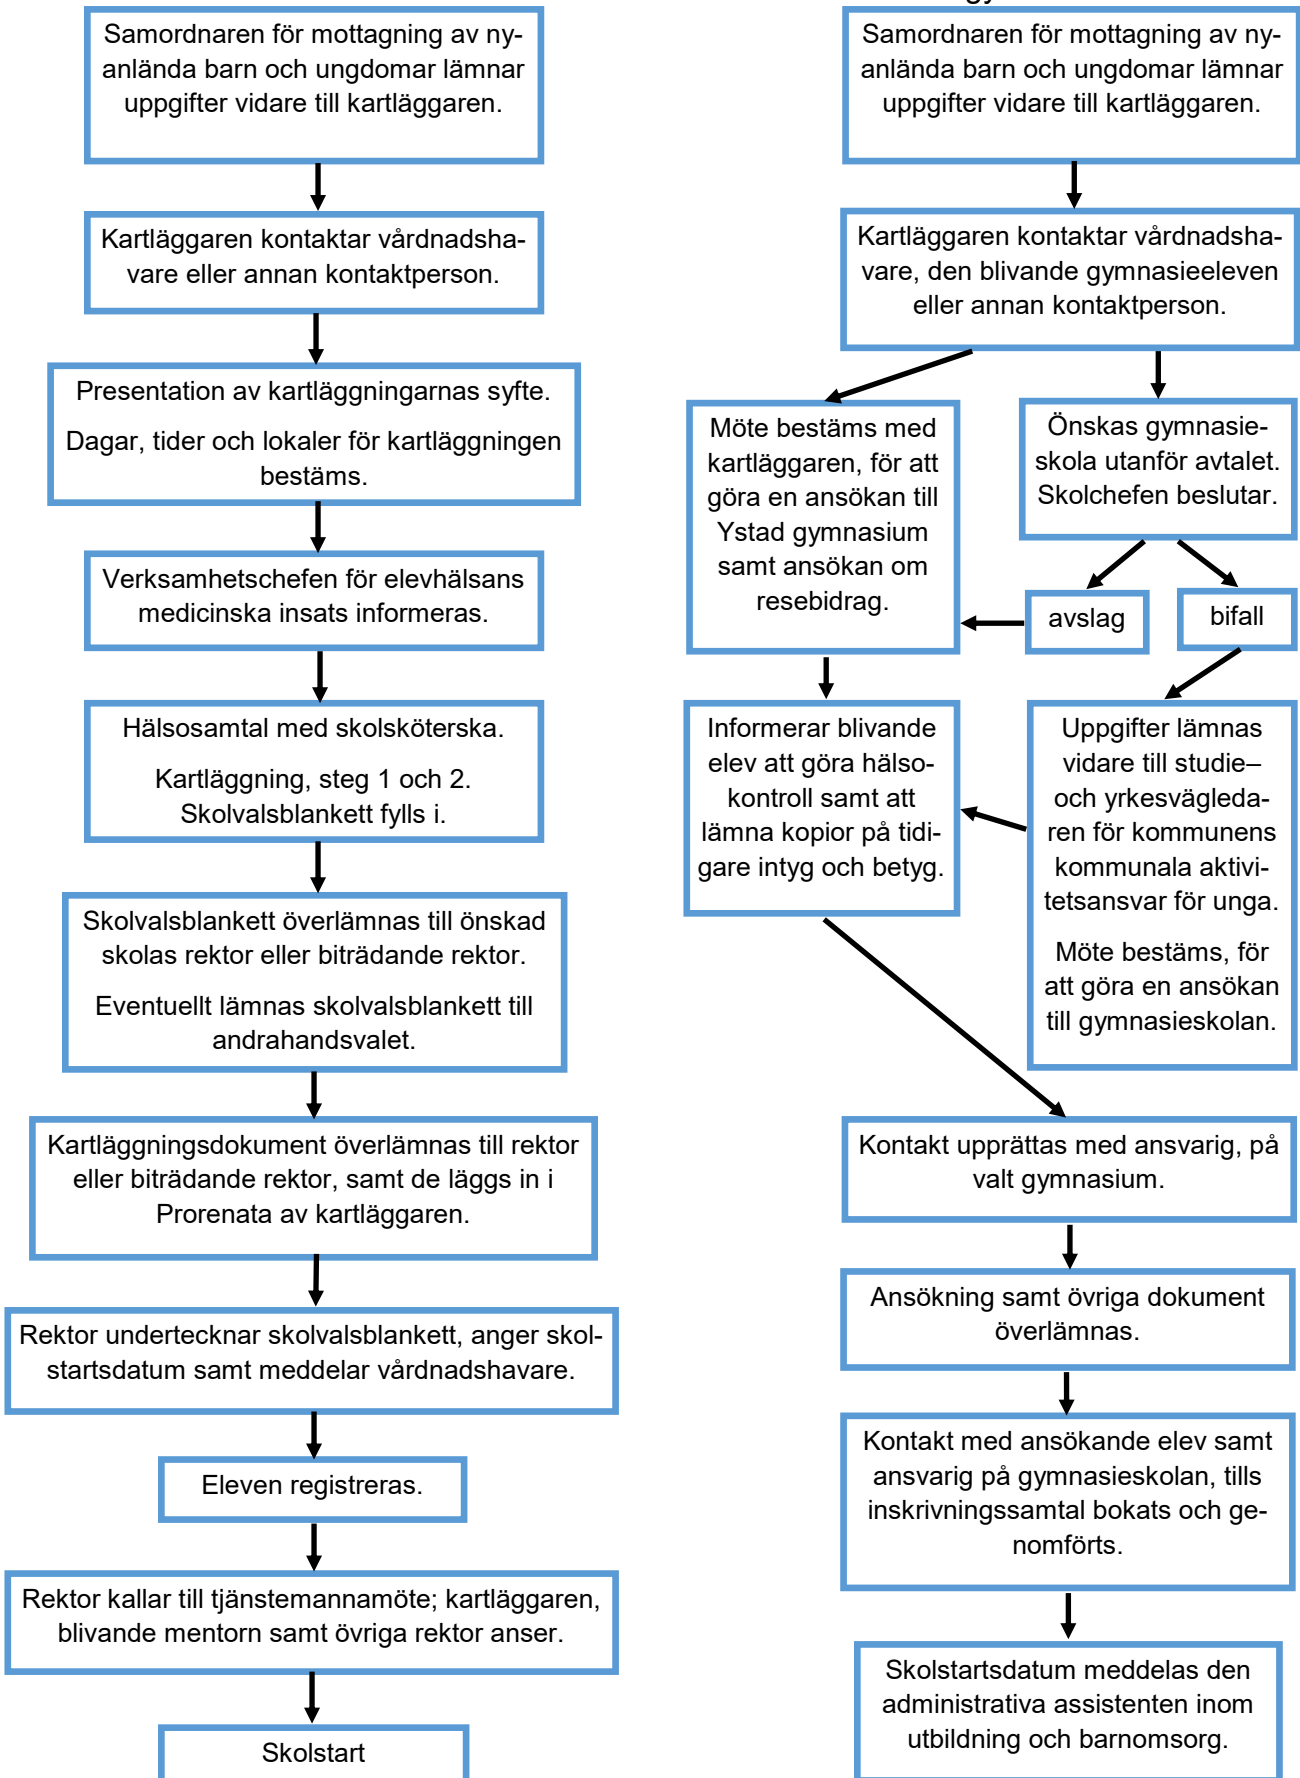 Samordnaren för mottagning av ny-
anlända barn och ungdomar lämnar
uppgifter vidare till kartläggaren.
Kartläggaren kontaktar vårdnadsha-
vare eller annan kontaktperson.
Presentation av kartläggningarnas syfte.
Dagar, tider och lokaler för kartläggningen
bestäms.
Verksamhetschefen för elevhälsans
medicinska insats informeras.
Hälsosamtal med skolsköterska.
Kartläggning, steg 1 och 2.
Skolvalsblankett fylls i.
Skolvalsblankett överlämnas till önskad
skolas rektor eller biträdande rektor.
Eventuellt lämnas skolvalsblankett till
andrahandsvalet.
Kartläggningsdokument överlämnas till rektor
eller biträdande rektor, samt de läggs in i
Prorenata av kartläggaren.
Rektor undertecknar skolvalsblankett, anger skol-
startsdatum samt meddelar vårdnadshavare.
Eleven registreras.
Rektor kallar till tjänstemannamöte; kartläggaren,
blivande mentorn samt övriga rektor anser.
Skolstart
Samordnaren för mottagning av ny-
anlända barn och ungdomar lämnar
uppgifter vidare till kartläggaren.
Kartläggaren kontaktar vårdnadsha-
vare, den blivande gymnasieeleven
eller annan kontaktperson.
Möte bestäms med
kartläggaren, för att
göra en ansökan till
Ystad gymnasium
samt ansökan om
resebidrag.
Önskas gymnasie-
skola utanför avtalet.
Skolchefen beslutar.
avslag
bifall
Informerar blivande
elev att göra hälso-
kontroll samt att
lämna kopior på tidi-
gare intyg och betyg.
Uppgifter lämnas
vidare till studie–
och yrkesvägleda-
ren för kommunens
kommunala aktivi-
tetsansvar för unga.
Möte bestäms, för
att göra en ansökan
till gymnasieskolan.
Kontakt upprättas med ansvarig, på
valt gymnasium.
Ansökning samt övriga dokument
överlämnas.
Kontakt med ansökande elev samt
ansvarig på gymnasieskolan, tills
inskrivningssamtal bokats och ge-
nomförts.
Skolstartsdatum meddelas den
administrativa assistenten inom
utbildning och barnomsorg.